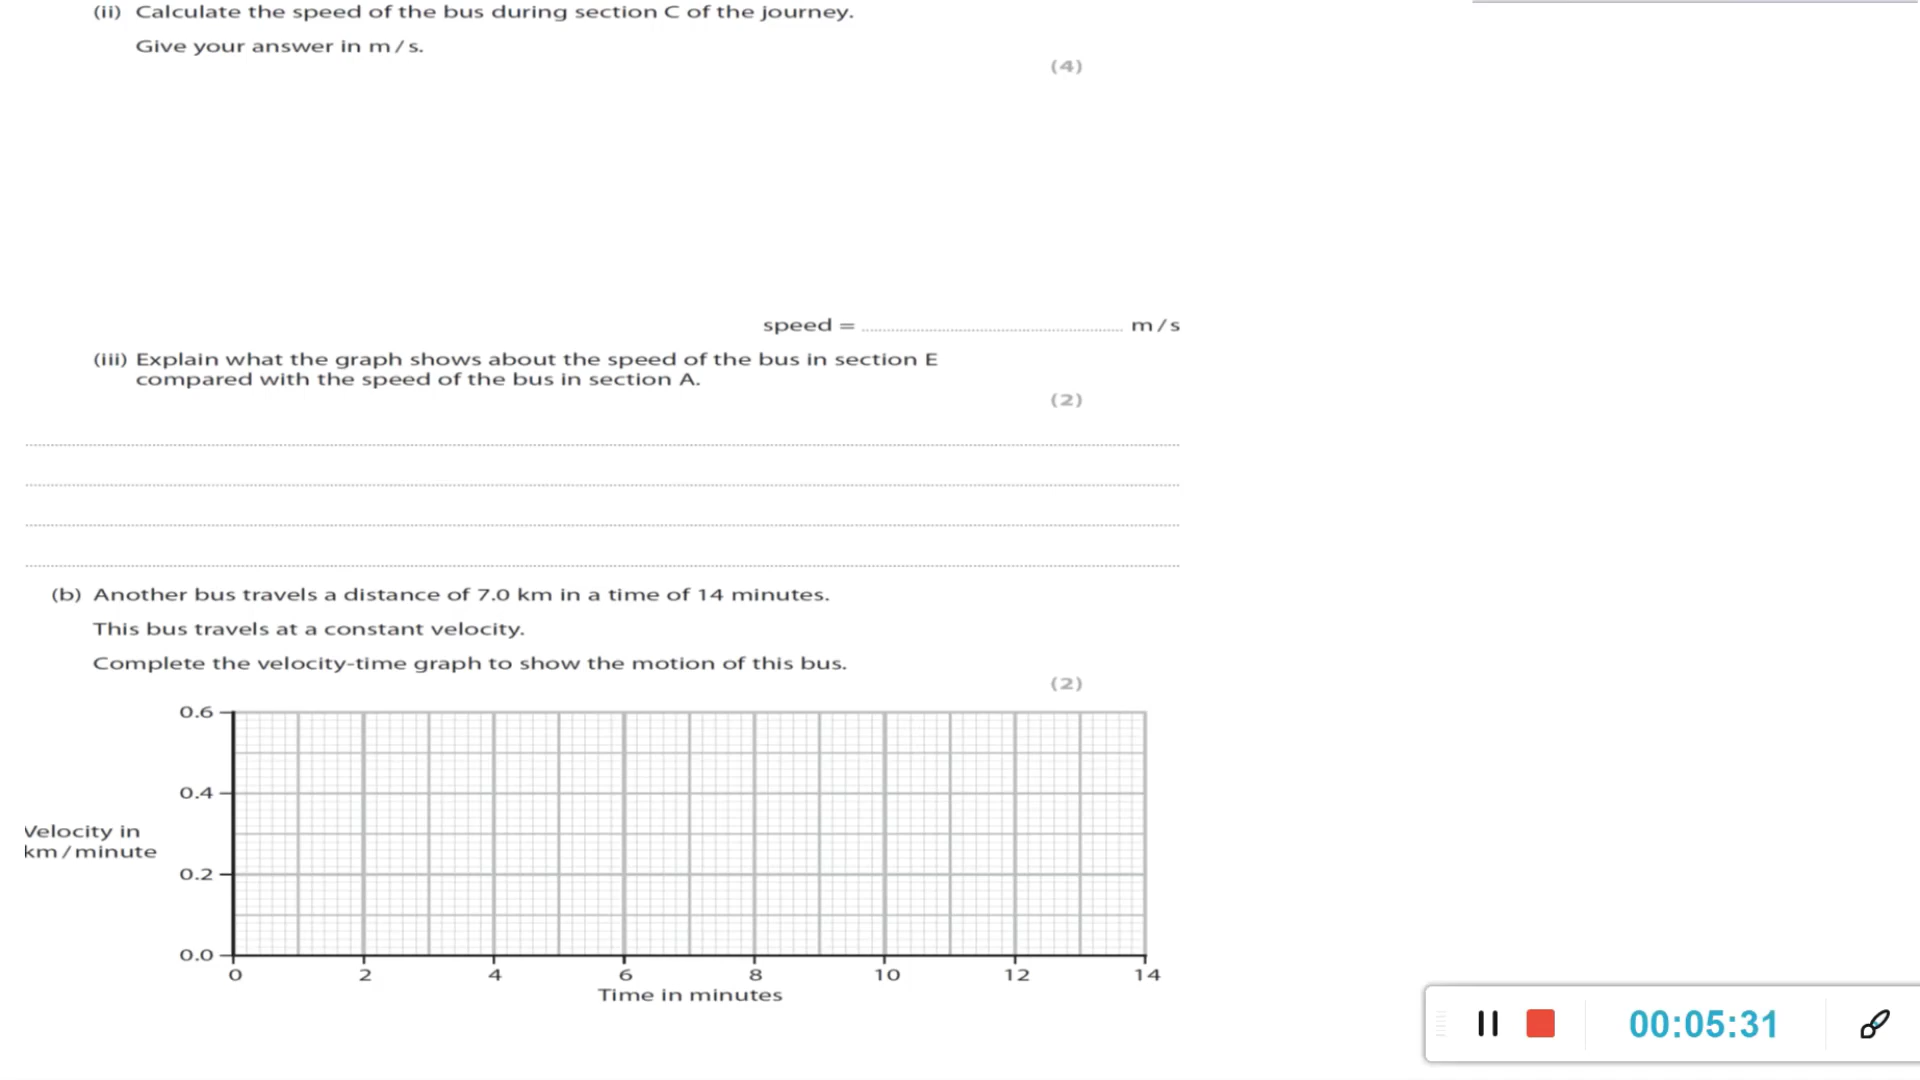 (ii) Calculate the speed of the bus during section C of the journey.
Give your answer in m / s.
(4)
speed = ........................................ m / s
(iii) Explain what the graph shows about the speed of the bus in section E
compared with the speed of the bus in section A.
(2)
(b) Another bus travels a distance of 7.0 km in a time of 14 minutes.
This bus travels at a constant velocity.
Complete the velocity-time graph to show the motion of this bus.
(2)
0.6
0.4
Velocity in
km / minute
0.2
0.0
0 2 4 6 8 10 12 14
Time in minutes
00:05:31